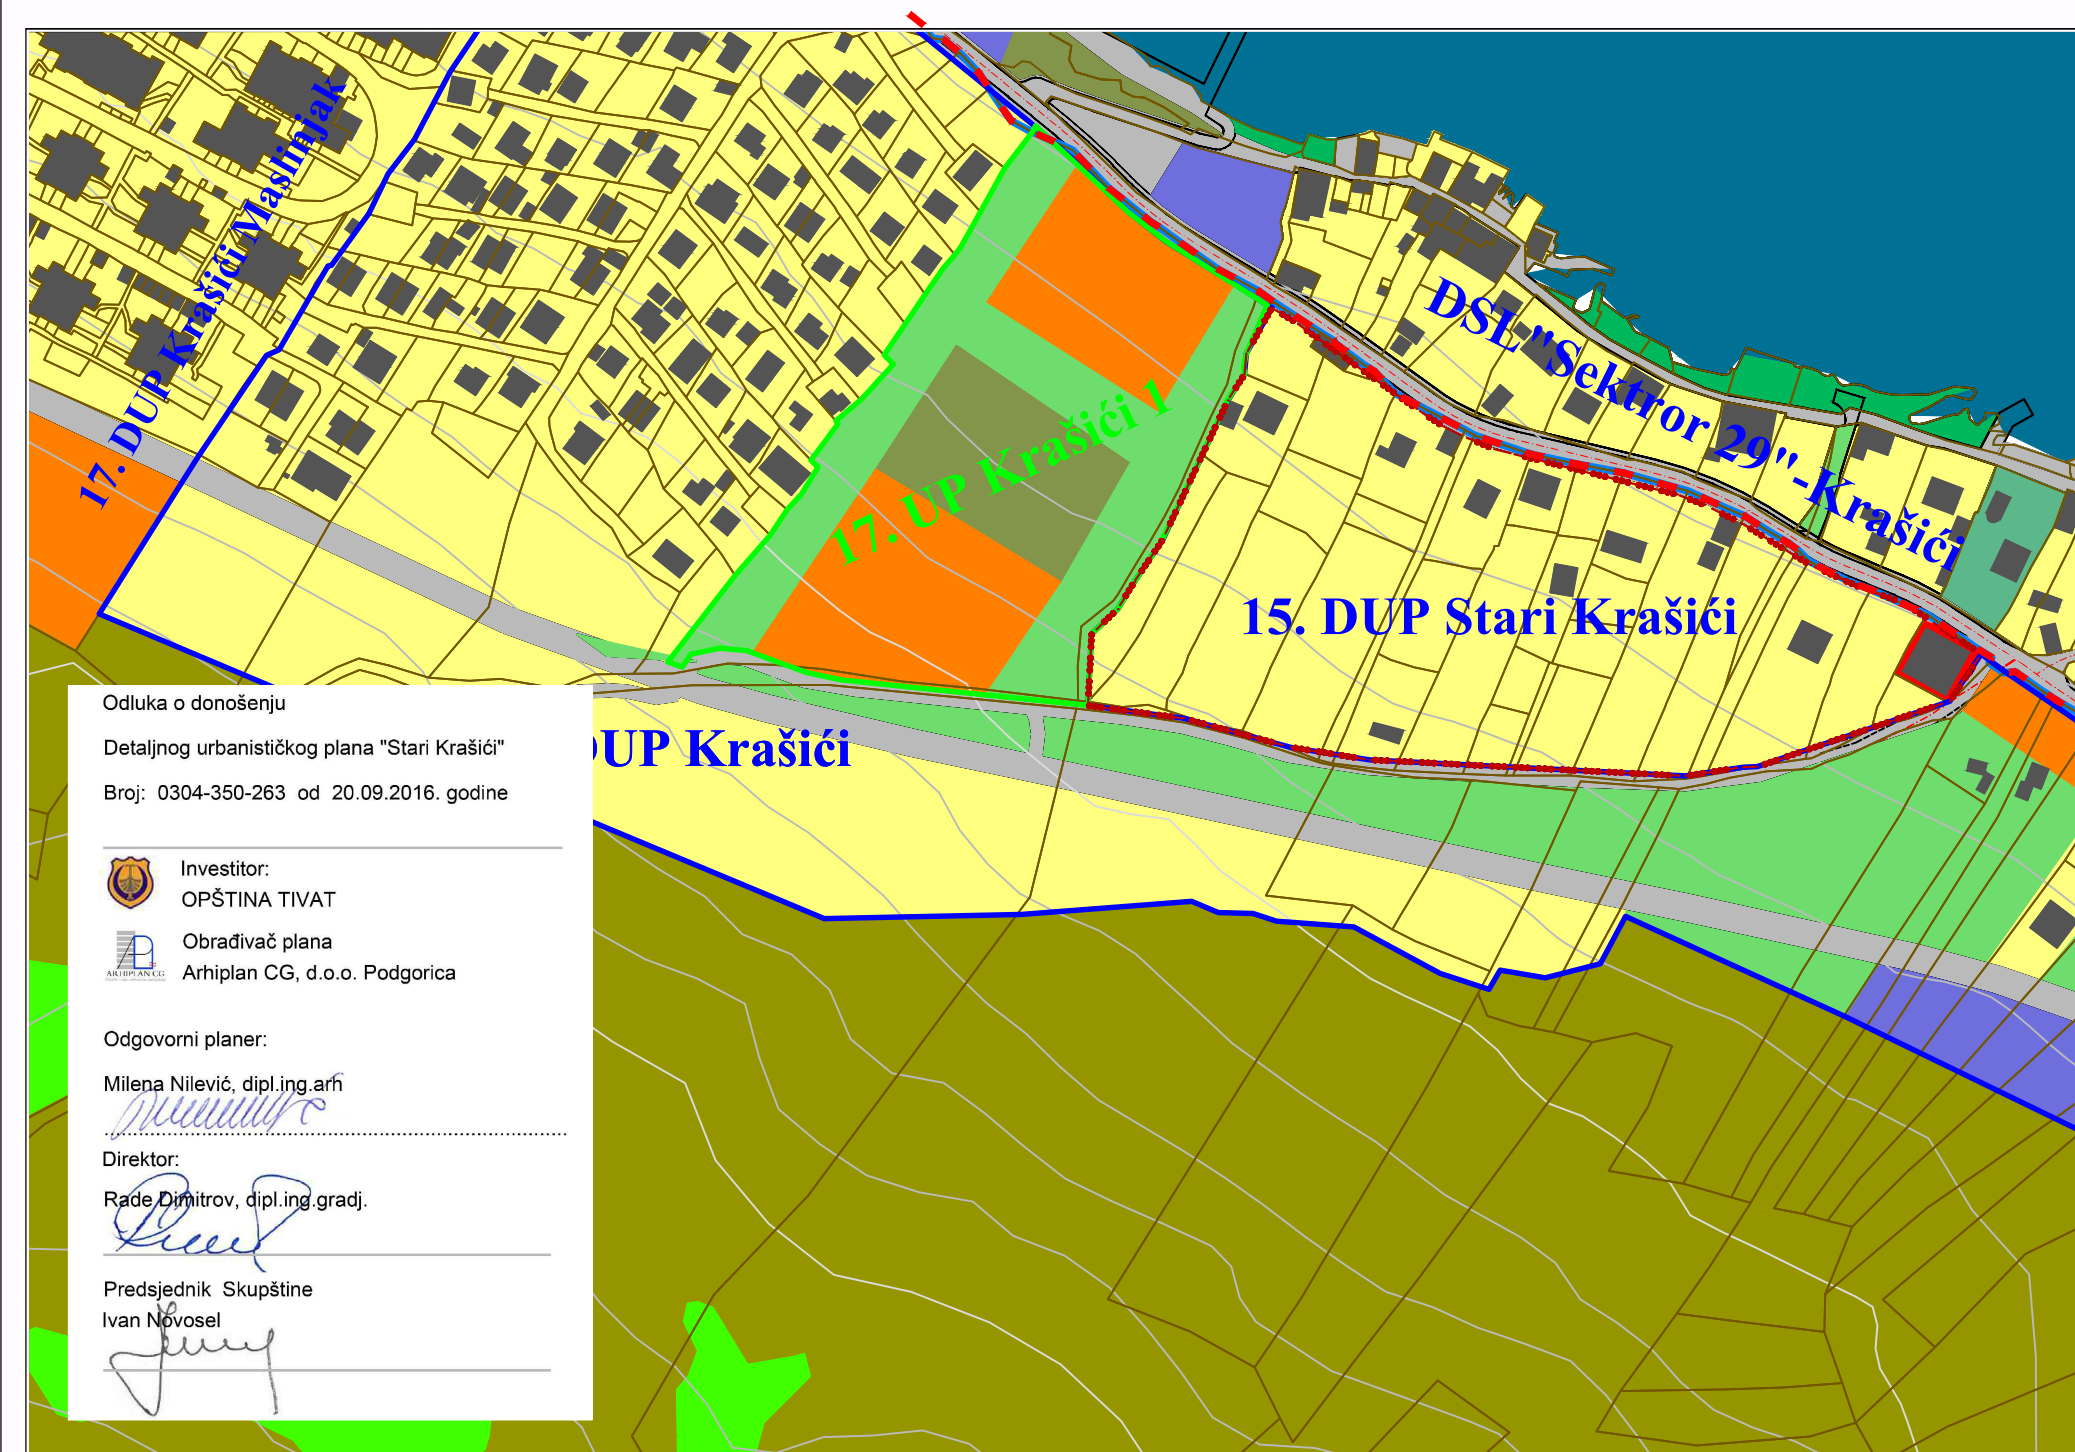 17. DUP Krašići Maslinjak
DSL "Sektror 29"-Krašići
17. UP Krašići 1
15. DUP Stari Krašići
UP Krašići
Odluka o donošenju
Detaljnog urbanističkog plana "Stari Krašići"
Broj: 0304-350-263 od 20.09.2016. godine
Investitor:
OPŠTINA TIVAT
Obrađivač plana
ARHIPLAN CG
Arhiplan CG, d.o.o. Podgorica
Odgovorni planer:
Milena Nilević, dipl.ing.arh
Direktor:
Rade Dimitrov, dipl.ing.gradj.
Predsjednik Skupštine
Ivan Novosel